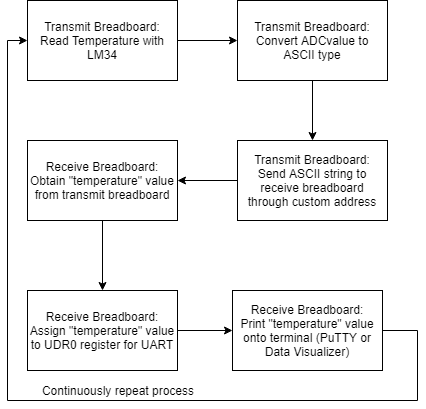 Transmit Breadboard:
Read Temperature with
LM34
Transmit Breadboard:
Convert ADCvalue to
ASCII type
Transmit Breadboard:
Send ASCII string to
receive breadboard
through custom address
Receive Breadboard:
Obtain "temperature" value
from transmit breadboard
Receive Breadboard:
Assign "temperature" value
to UDR0 register for UART
Receive Breadboard:
Print "temperature" value
onto terminal (PuTTY or
Data Visualizer)
Continuously repeat process